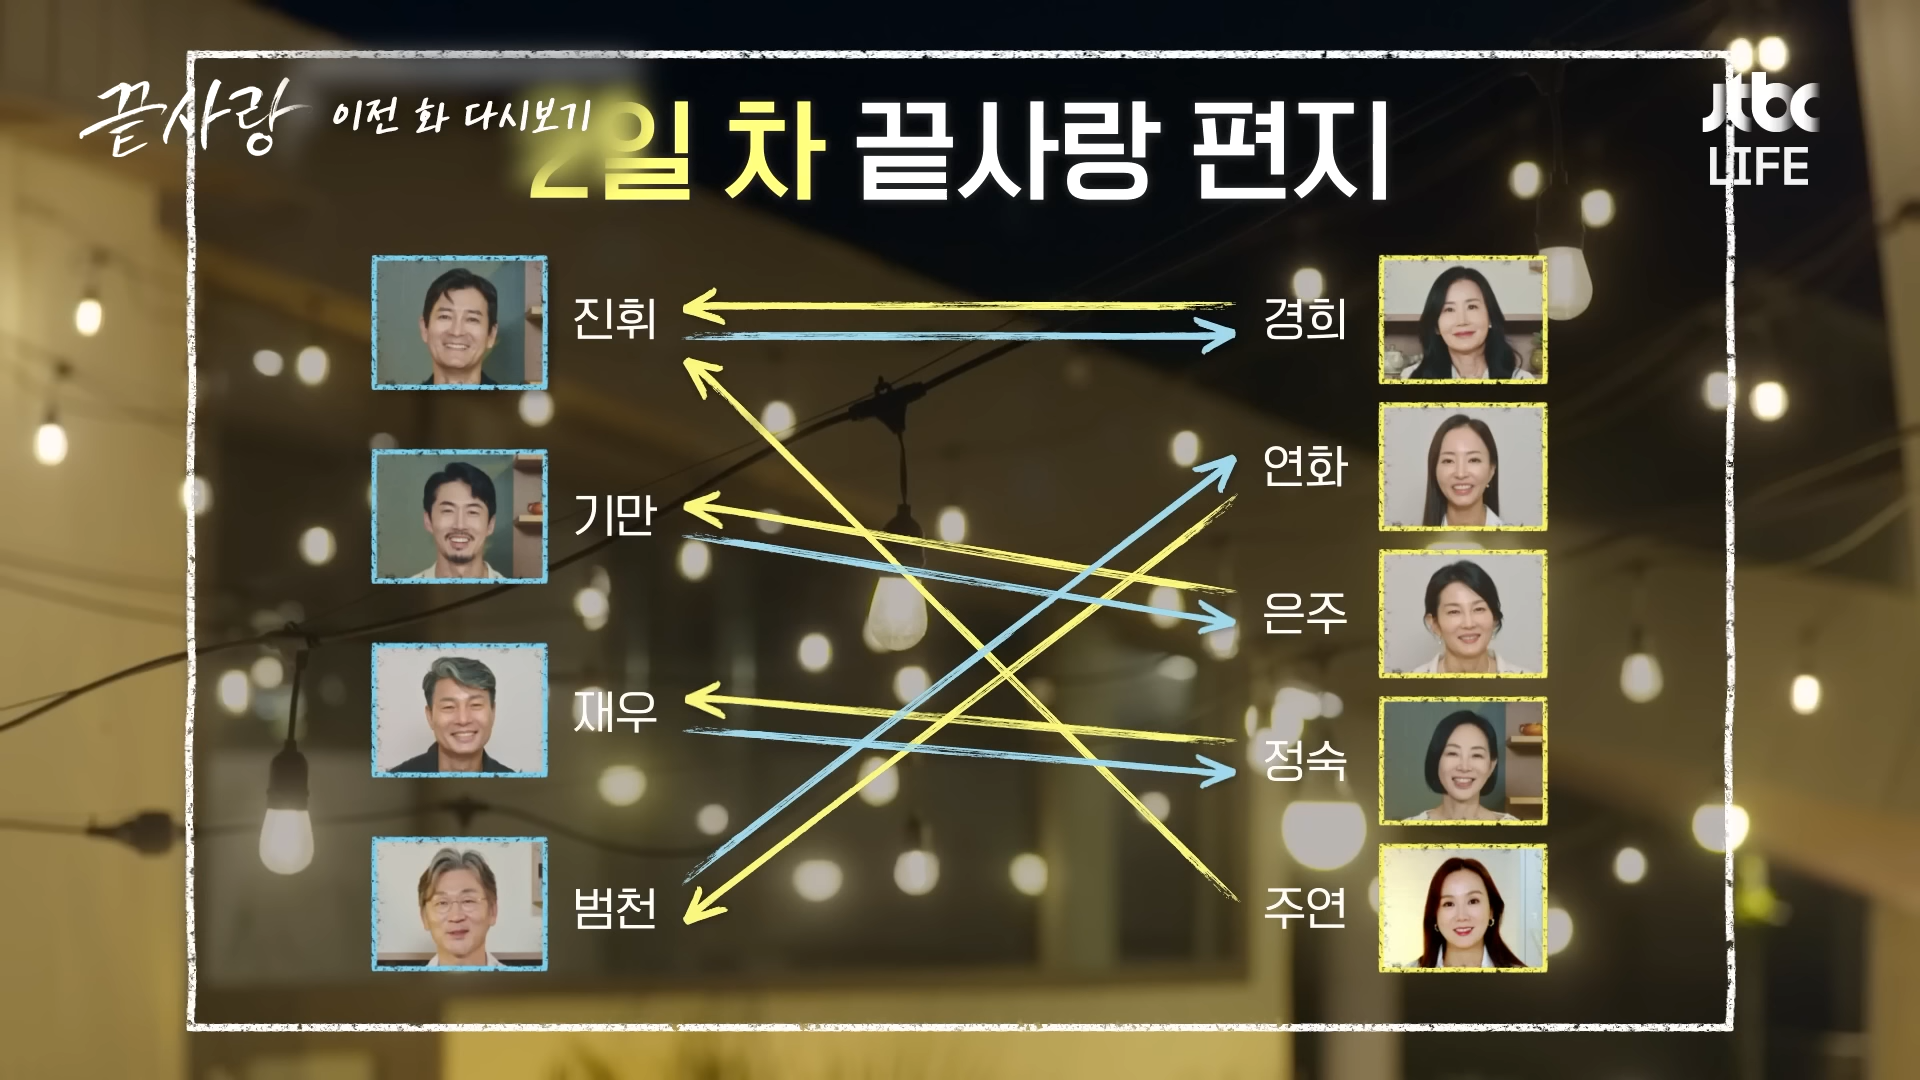 끝사랑 이전 화 다시보기
2일 차 끝사랑 편지
jtbc
LIFE
진휘
경희
연화
기만
은주
재우
정숙
범천
주연